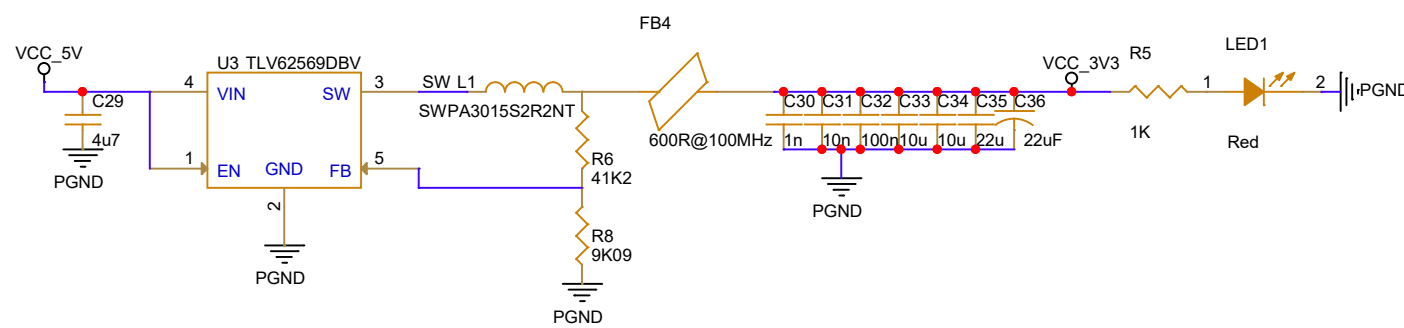 FB4
VCC_5V
U3 TLV62569DBV
4
VIN
SW
3
SW L1
SWPA3015S2R2NT
C29
4u7
PGND
1
EN
GND
FB
5
2
PGND
R6
41K2
R8
9K09
PGND
600R@100MHz
C30 C31 C32 C33 C34 C35 C36
1n 10n 100n 10u 10u 22u 22uF
PGND
VCC_3V3
R5
1K
LED1
1
2
Red
PGND